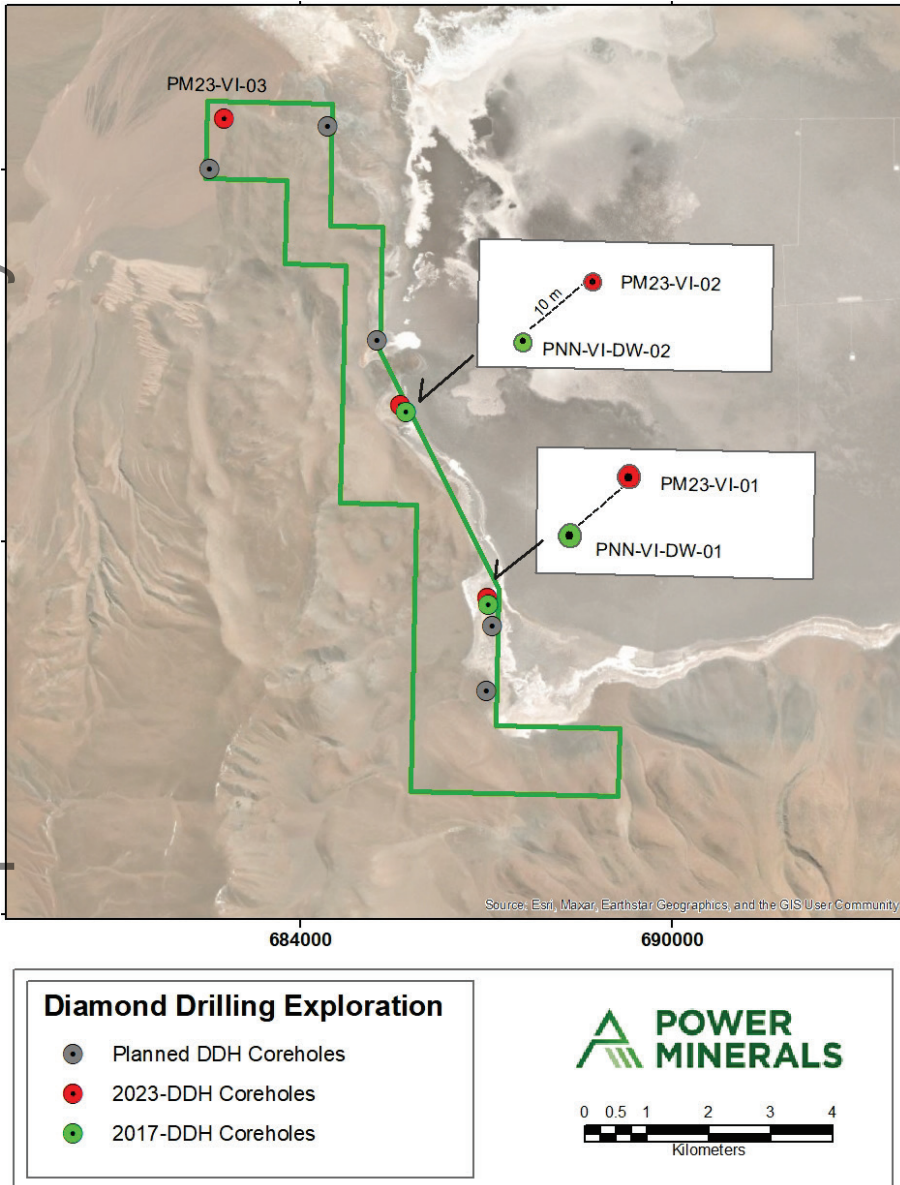 PM23-VI-03
PM23-VI-02
10 m
PNN-VI-DW-02
PM23-VI-01
PNN-VI-DW-01
Source: Esri, Maxar, Earthstar Geographics, and the GIS User Community
684000
690000
Diamond Drilling Exploration
Planned DDH Coreholes
2023-DDH Coreholes
2017-DDH Coreholes
POWER
MINERALS
0 0.5 1 2 3 4
Kilometers